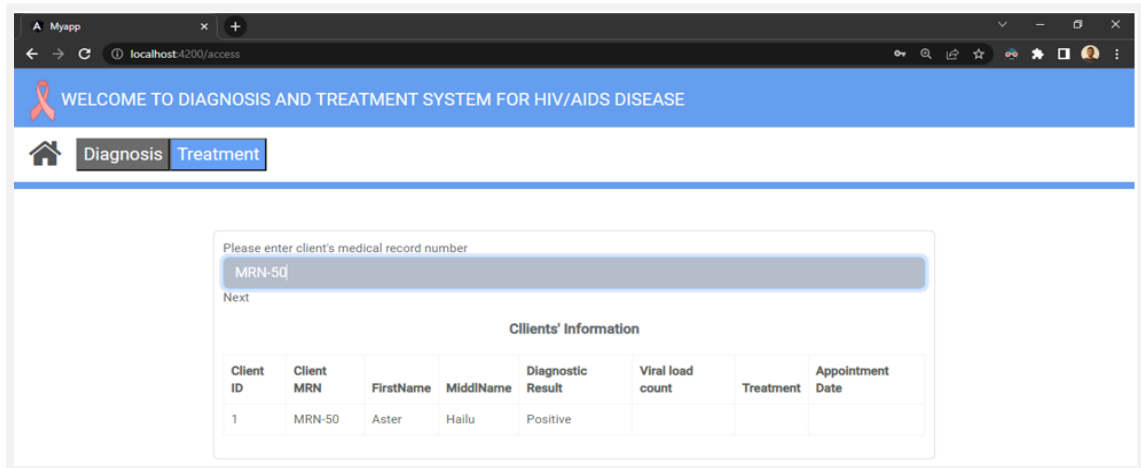 A Myapp
localhost:4200/access
WELCOME TO DIAGNOSIS AND TREATMENT SYSTEM FOR HIV/AIDS DISEASE
Diagnosis Treatment
Please enter client's medical record number
MRN-50
Next
Cllients' Information
Client ID Client MRN FirstName MiddlName Diagnostic Result Viral load count Treatment Appointment Date
1 MRN-50 Aster Hailu Positive